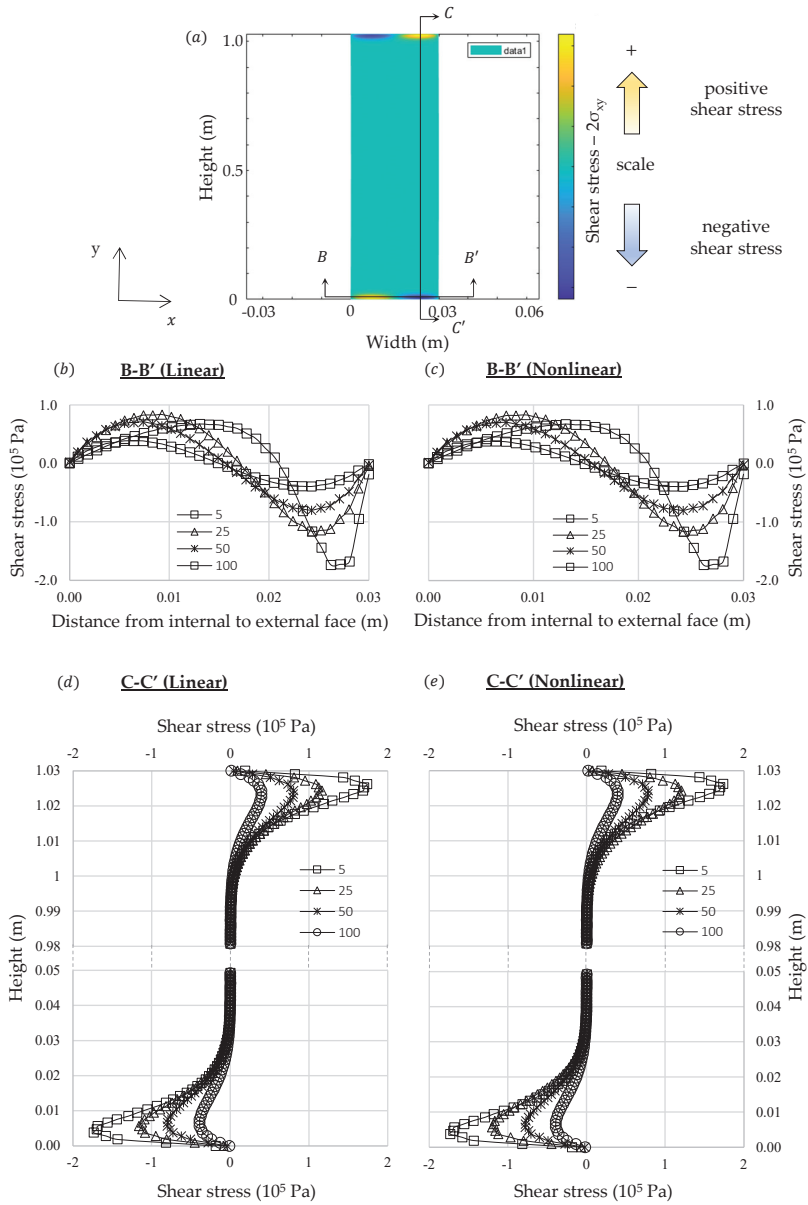 C
(a)
1.0
0.5
0
Height (m)
-0.03
0
0.03
0.06
Width (m)
data1
B
B'
C'
y
x
Shear stress – 2σxy
+
positive
shear stress
scale
negative
shear stress
−
(b) B-B' (Linear)
1.0
0.0
-1.0
-2.0
Shear stress (10⁵ Pa)
5
25
50
100
0.00 0.01 0.02 0.03
Distance from internal to external face (m)
(c) B-B' (Nonlinear)
1.0
0.0
-1.0
-2.0
Shear stress (10⁵ Pa)
5
25
50
100
0.00 0.01 0.02 0.03
Distance from internal to external face (m)
(d) C-C' (Linear)
Shear stress (10⁵ Pa)
-2 -1 0 1 2
1.03
1.02
1.01
1
0.99
0.98
5
25
50
100
Height (m)
0.05
0.04
0.03
0.02
0.01
0.00
-2 -1 0 1 2
Shear stress (10⁵ Pa)
(e) C-C' (Nonlinear)
Shear stress (10⁵ Pa)
-2 -1 0 1 2
1.03
1.02
1.01
1.00
0.99
0.98
5
25
50
100
Height (m)
0.05
0.04
0.03
0.02
0.01
0.00
-2 -1 0 1 2
Shear stress (10⁵ Pa)